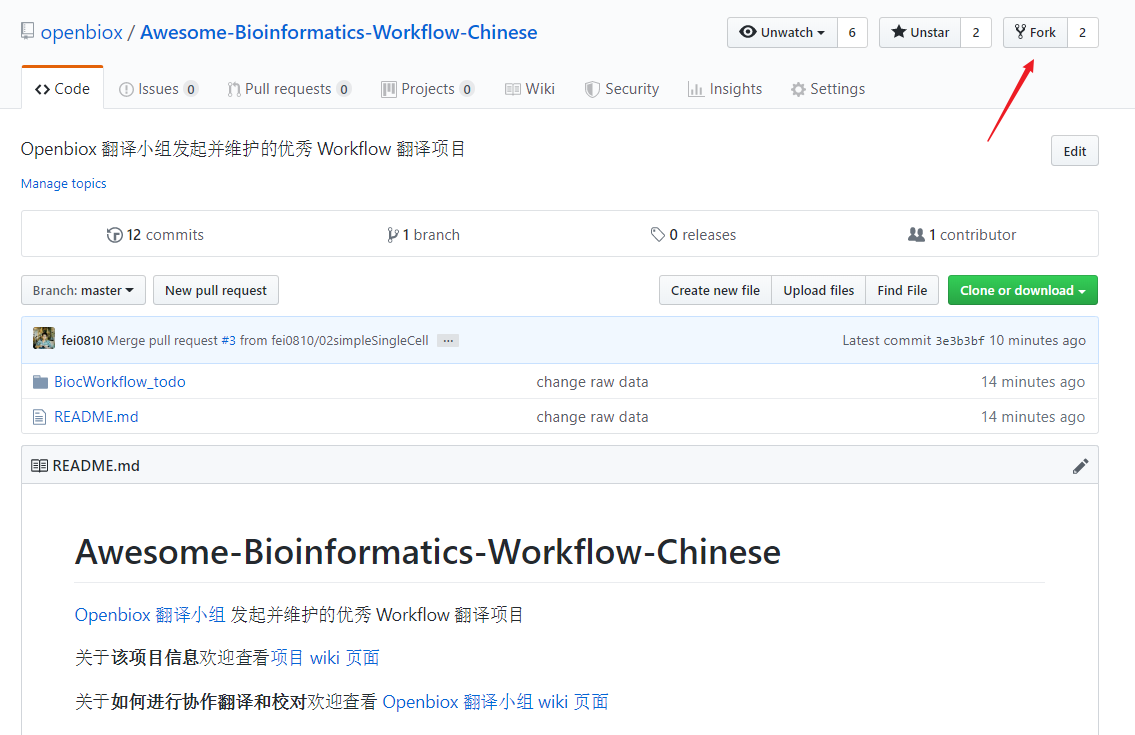 openbiox / Awesome-Bioinformatics-Workflow-Chinese Unwatch 6 Unstar 2 Fork 2
Code Issues 0 Pull requests 0 Projects 0 Wiki Security Insights Settings
Openbiox 翻译小组发起并维护的优秀 Workflow 翻译项目 Edit
Manage topics
12 commits 1 branch 0 releases 1 contributor
Branch: master New pull request Create new file Upload files Find File Clone or download
fei0810 Merge pull request #3 from fei0810/02simpleSingleCell ... Latest commit 3e3b3bf 10 minutes ago
BiocWorkflow_todo change raw data 14 minutes ago
README.md change raw data 14 minutes ago
README.md
Awesome-Bioinformatics-Workflow-Chinese
Openbiox 翻译小组 发起并维护的优秀 Workflow 翻译项目
关于该项目信息欢迎查看项目 wiki 页面
关于如何进行协作翻译和校对欢迎查看 Openbiox 翻译小组 wiki 页面